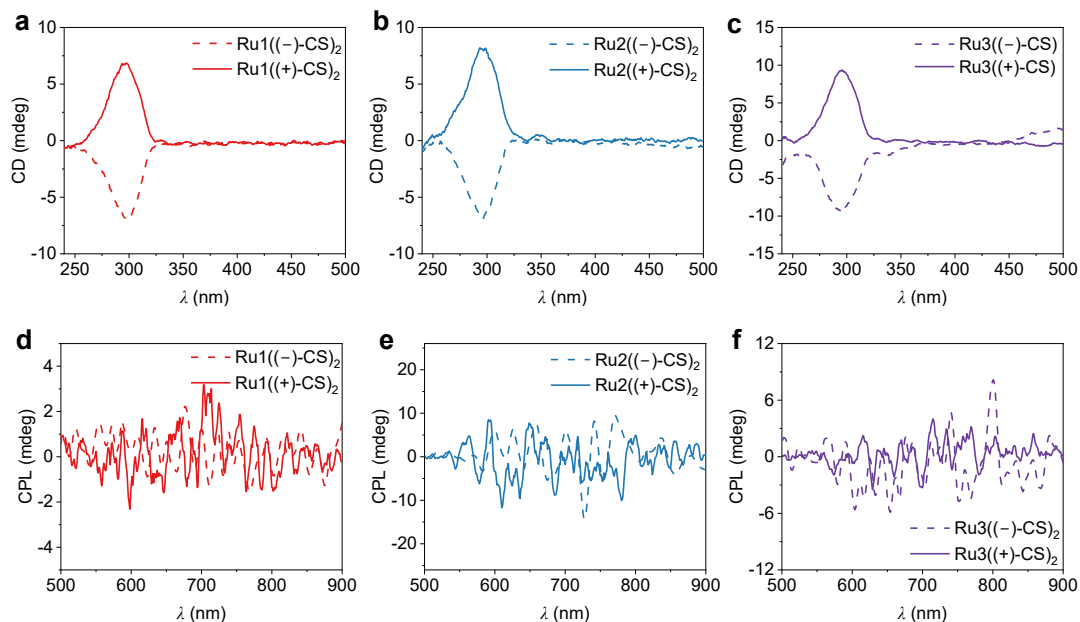 a
10
5
0
-5
-10
CD (mdeg)
Ru1((−)-CS)₂
Ru1((+)-CS)₂
250 300 350 400 450 500
λ (nm)
b
10
5
0
-5
-10
CD (mdeg)
Ru2((−)-CS)₂
Ru2((+)-CS)₂
250 300 350 400 450 500
λ (nm)
c
15
10
5
0
-5
-10
-15
CD (mdeg)
Ru3((−)-CS)
Ru3((+)-CS)
250 300 350 400 450 500
λ (nm)
d
4
2
0
-2
-4
CPL (mdeg)
Ru1((−)-CS)₂
Ru1((+)-CS)₂
500 600 700 800 900
λ (nm)
e
20
10
0
-10
-20
CPL (mdeg)
Ru2((−)-CS)₂
Ru2((+)-CS)₂
500 600 700 800 900
λ (nm)
f
12
6
0
-6
-12
CPL (mdeg)
Ru3((−)-CS)₂
Ru3((+)-CS)₂
500 600 700 800 900
λ (nm)